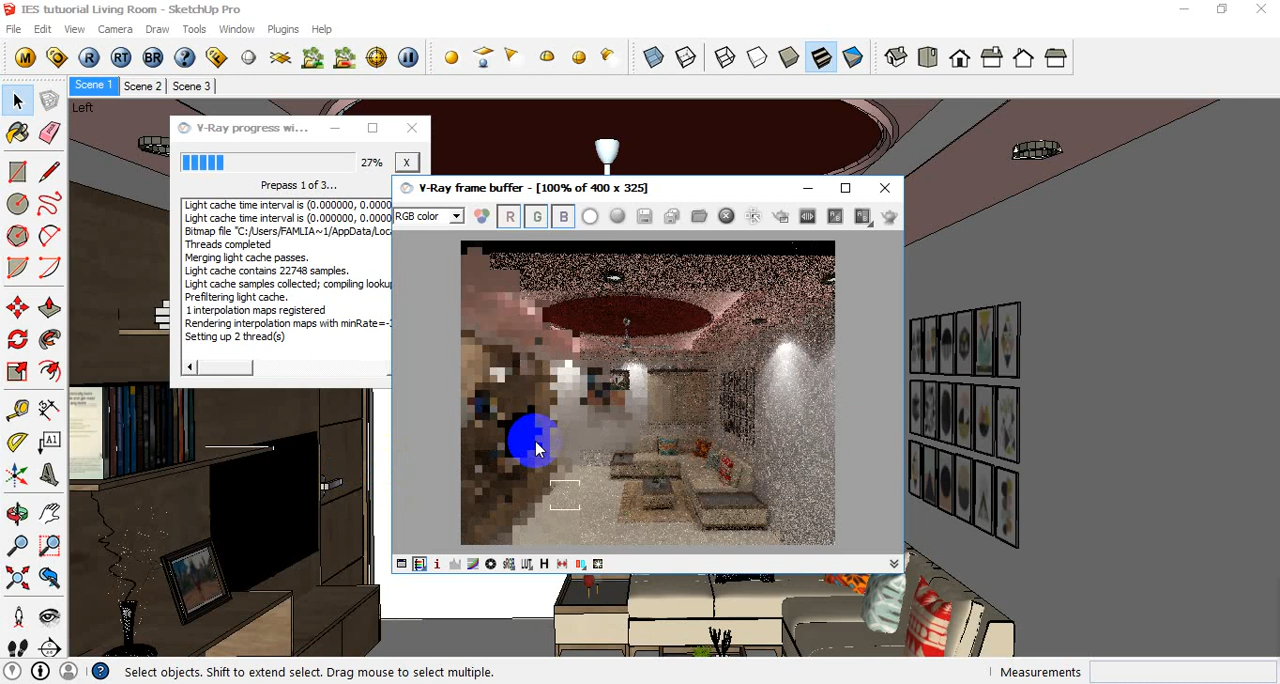 IES tutuorial Living Room - SketchUp Pro
File Edit View Camera Draw Tools Window Plugins Help
M O R RT BR ? F
Scene 1 Scene 2 Scene 3
Left
V-Ray progress wi...
27% X
Prepass 1 of 3...
Light cache time interval is (0.000000, 0.0000
Light cache time interval is (0.000000, 0.0000
Bitmap file "C:/Users/FAMLIA~1/AppData/Loc
Threads completed
Merging light cache passes.
Light cache contains 22748 samples.
Light cache samples collected; compiling looku
Prefiltering light cache.
1 interpolation maps registered
Rendering interpolation maps with minRate=-
Setting up 2 thread(s)
V-Ray frame buffer - [100% of 400 x 325]
RGB color R G B
LUT H
A1
Select objects. Shift to extend select. Drag mouse to select multiple.
Measurements